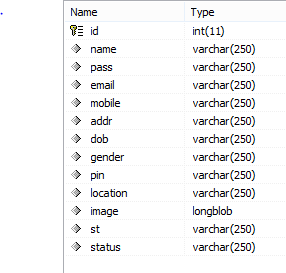 .
Name Type
id int(11)
name varchar(250)
pass varchar(250)
email varchar(250)
mobile varchar(250)
addr varchar(250)
dob varchar(250)
gender varchar(250)
pin varchar(250)
location varchar(250)
image longblob
st varchar(250)
status varchar(250)